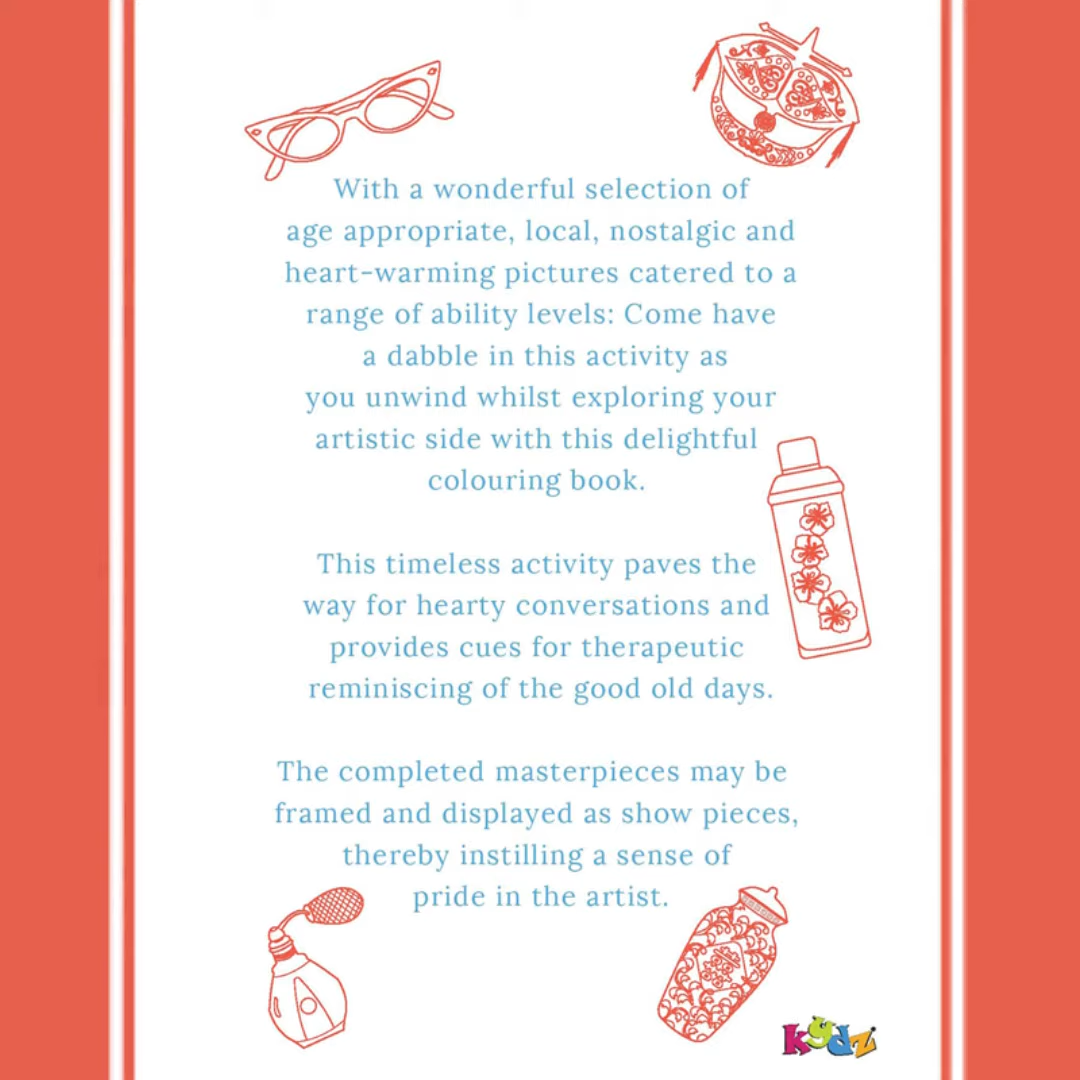 With a wonderful selection of
age appropriate, local, nostalgic and
heart-warming pictures catered to a
range of ability levels: Come have
a dabble in this activity as
you unwind whilst exploring your
artistic side with this delightful
colouring book.
This timeless activity paves the
way for hearty conversations and
provides cues for therapeutic
reminiscing of the good old days.
The completed masterpieces may be
framed and displayed as show pieces,
thereby instilling a sense of
pride in the artist.
kydz